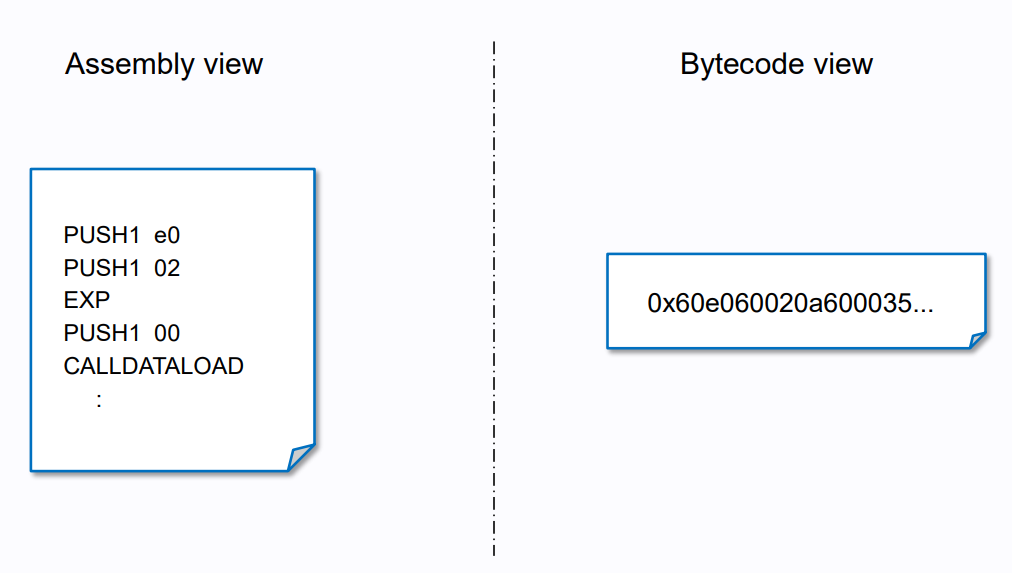 Assembly view
PUSH1 e0
PUSH1 02
EXP
PUSH1 00
CALLDATALOAD
:
Bytecode view
0x60e060020a600035...